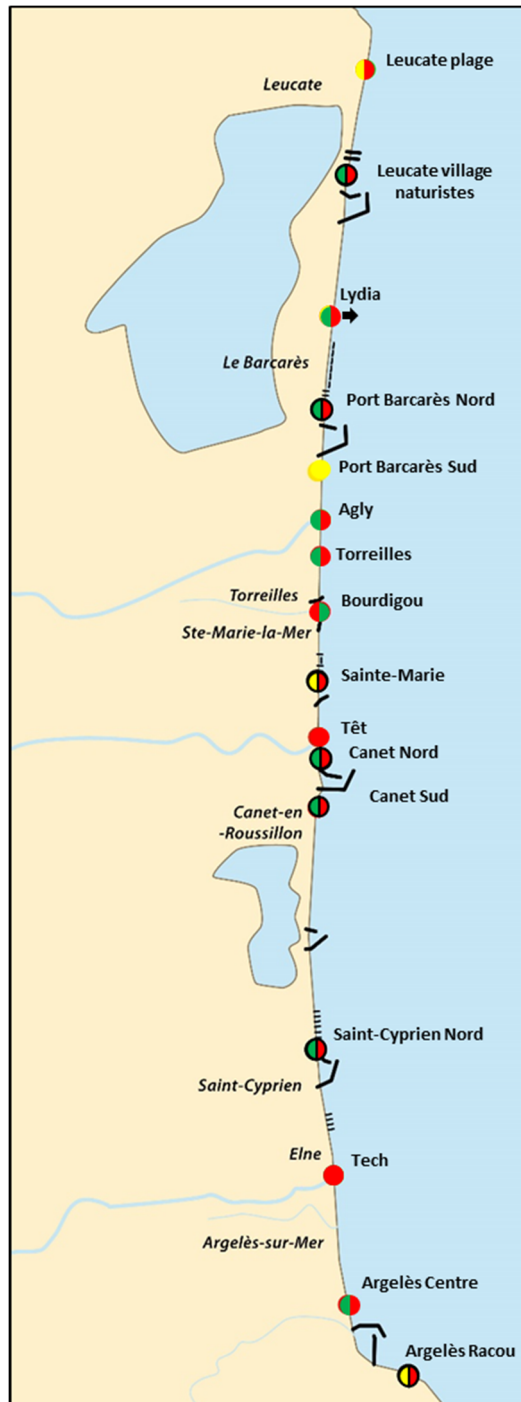 Leucate plage
Leucate
Leucate village
naturistes
Lydia
Le Barcarès
Port Barcarès Nord
Port Barcarès Sud
Agly
Torreilles
Torreilles
Bourdigou
Ste-Marie-la-Mer
Sainte-Marie
Têt
Canet Nord
Canet Sud
Canet-en
-Roussillon
Saint-Cyprien Nord
Saint-Cyprien
Elne
Tech
Argelès-sur-Mer
Argelès Centre
Argelès Racou